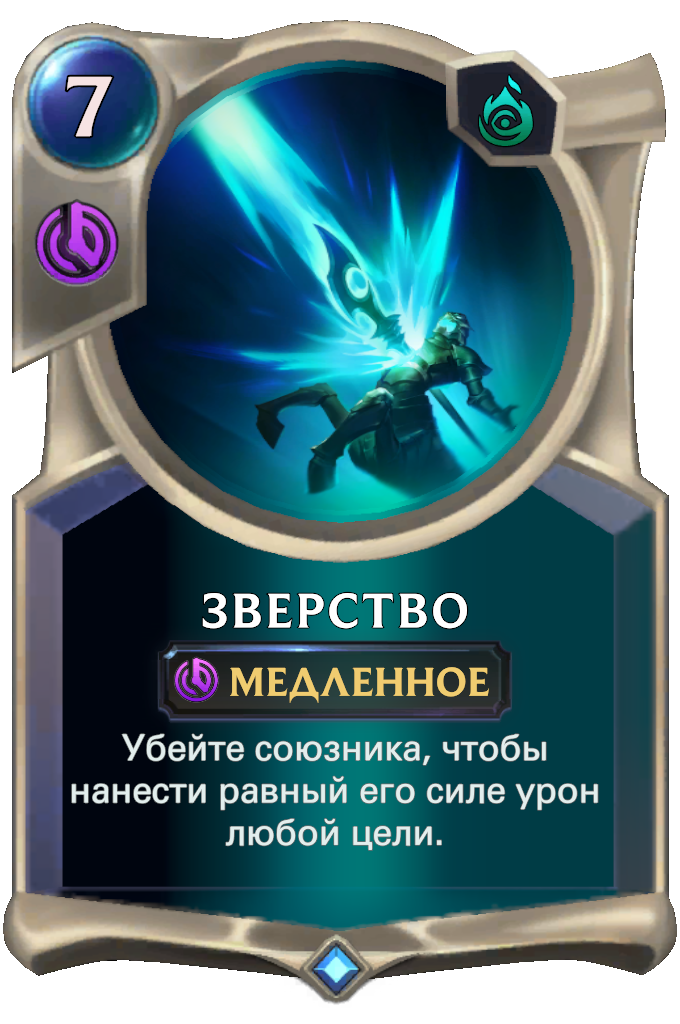 7
ЗВЕРСТВО
МЕДЛЕННОЕ
Убейте союзника, чтобы
нанести равный его силе урон
любой цели.